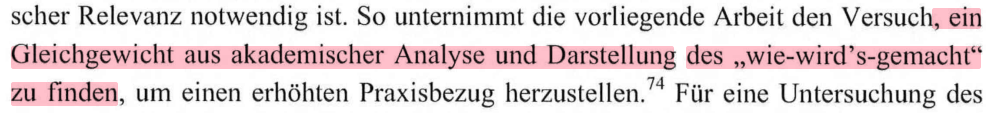 scher Relevanz notwendig ist. So unternimmt die vorliegende Arbeit den Versuch, ein
Gleichgewicht aus akademischer Analyse und Darstellung des „wie-wird’s-gemacht“
zu finden, um einen erhöhten Praxisbezug herzustellen.⁷⁴ Für eine Untersuchung des